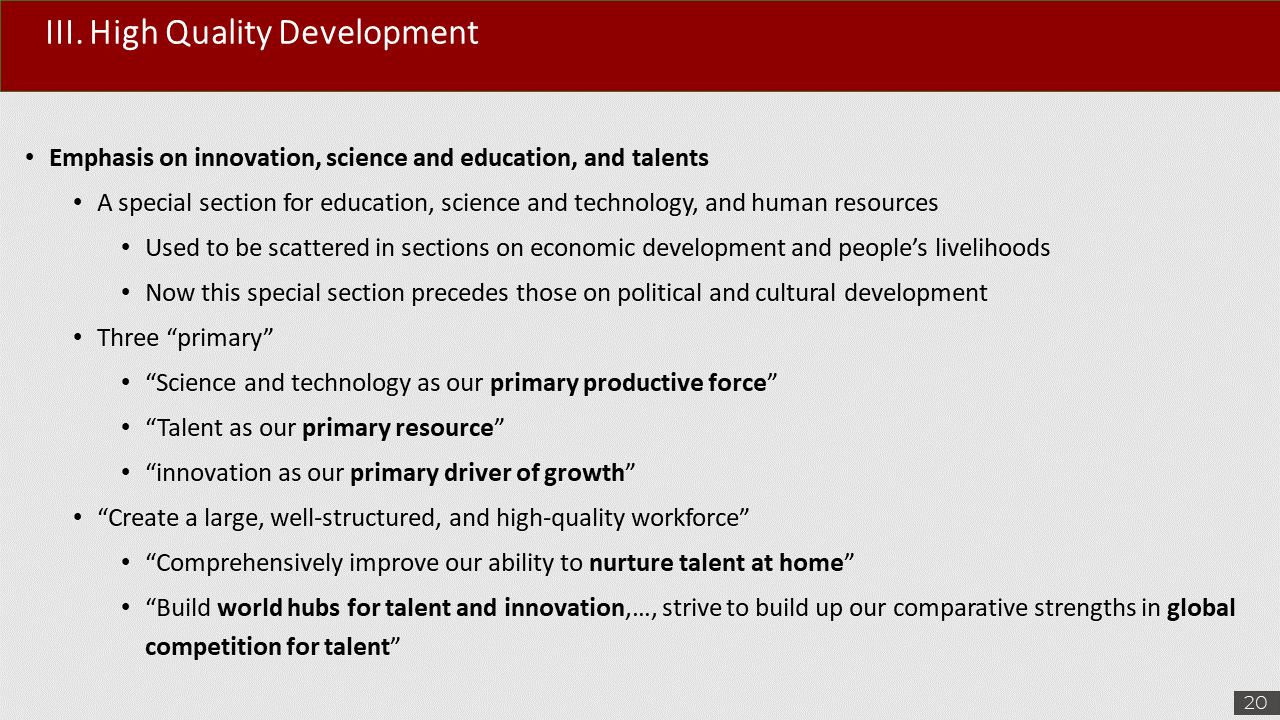 III. High Quality Development
• Emphasis on innovation, science and education, and talents
• A special section for education, science and technology, and human resources
• Used to be scattered in sections on economic development and people’s livelihoods
• Now this special section precedes those on political and cultural development
• Three “primary”
• “Science and technology as our primary productive force”
• “Talent as our primary resource”
• “innovation as our primary driver of growth”
• “Create a large, well-structured, and high-quality workforce”
• “Comprehensively improve our ability to nurture talent at home”
• “Build world hubs for talent and innovation,…, strive to build up our comparative strengths in global
competition for talent”
20